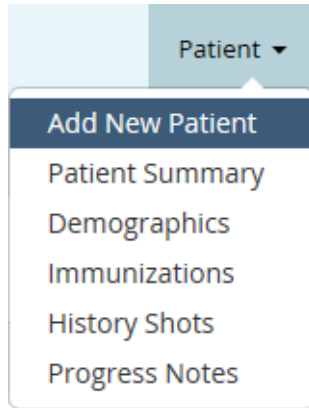 Patient
Add New Patient
Patient Summary
Demographics
Immunizations
History Shots
Progress Notes